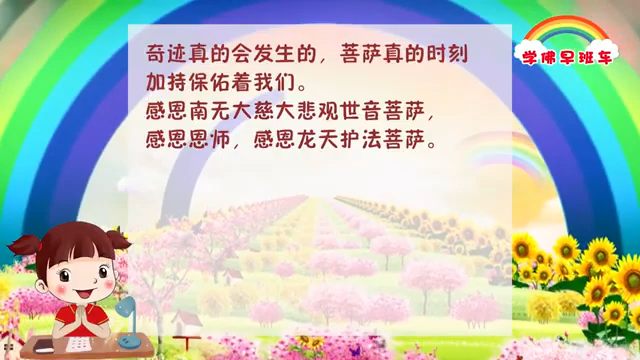 奇迹真的会发生的，菩萨真的时刻
加持保佑着我们。
感恩南无大慈大悲观世音菩萨，
感恩恩师，感恩龙天护法菩萨。
学佛早班车